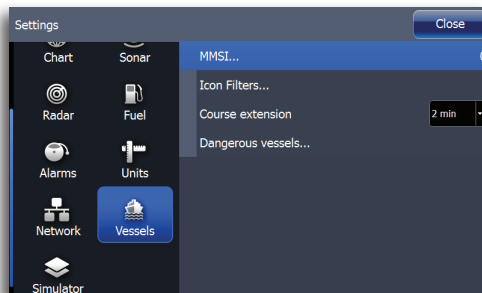 Settings
Close
Chart
Sonar
Radar
Fuel
Alarms
Units
Network
Vessels
Simulator
MMSI...
Icon Filters...
Course extension
2 min
Dangerous vessels...